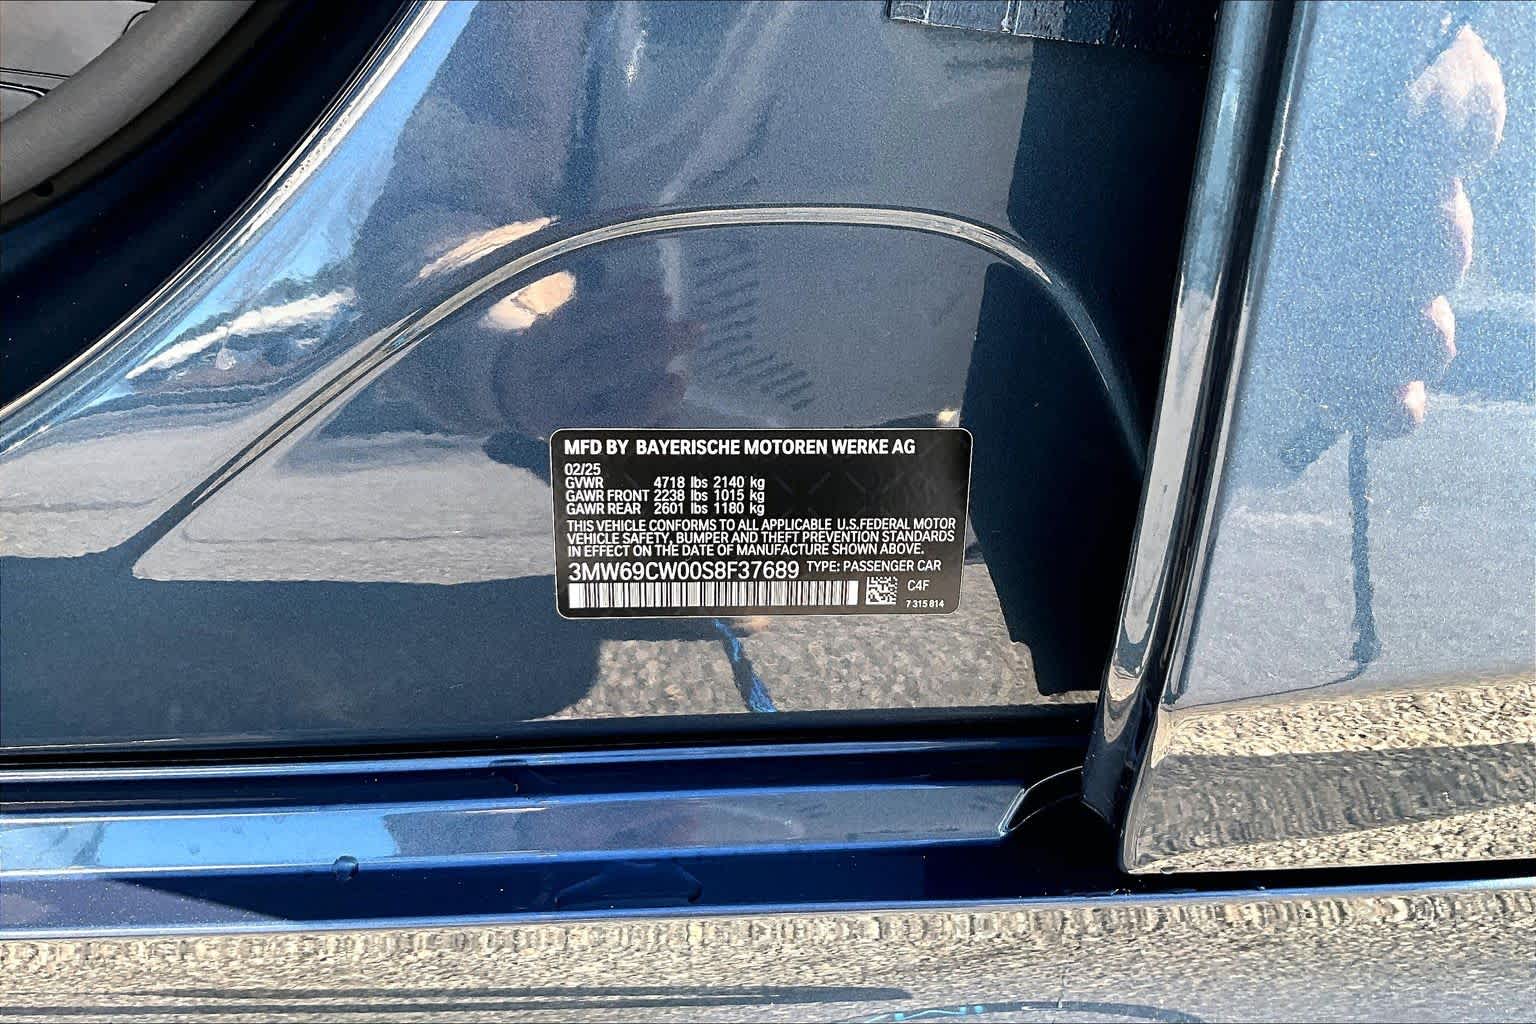 MFD BY BAYERISCHE MOTOREN WERKE AG
02/25
GVWR 4718 lbs 2140 kg
GAWR FRONT 2238 lbs 1015 kg
GAWR REAR 2601 lbs 1180 kg
THIS VEHICLE CONFORMS TO ALL APPLICABLE U.S.FEDERAL MOTOR
VEHICLE SAFETY, BUMPER AND THEFT PREVENTION STANDARDS
IN EFFECT ON THE DATE OF MANUFACTURE SHOWN ABOVE.
3MW69CW00S8F37689 TYPE: PASSENGER CAR
C4F
7 315 814